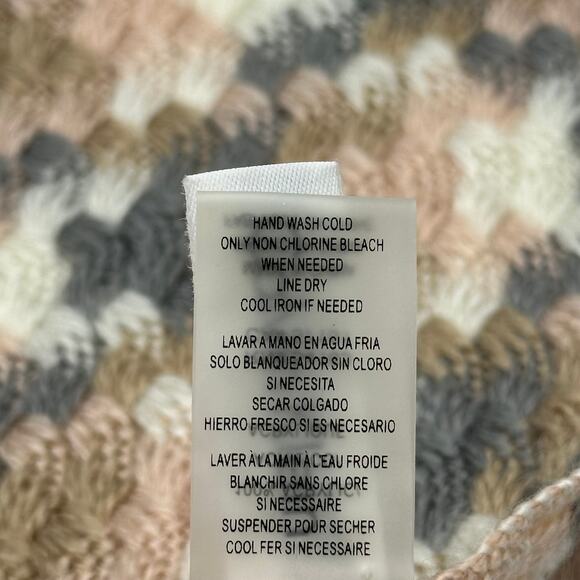 HAND WASH COLD
ONLY NON CHLORINE BLEACH
WHEN NEEDED
LINE DRY
COOL IRON IF NEEDED
LAVAR A MANO EN AGUA FRIA
SOLO BLANQUEADOR SIN CLORO
SI NECESITA
SECAR COLGADO
HIERRO FRESCO SI ES NECESARIO
LAVER À LA MAIN À L'EAU FROIDE
BLANCHIR SANS CHLORE
SI NECESSAIRE
SUSPENDER POUR SECHER
COOL FER SI NECESSAIRE